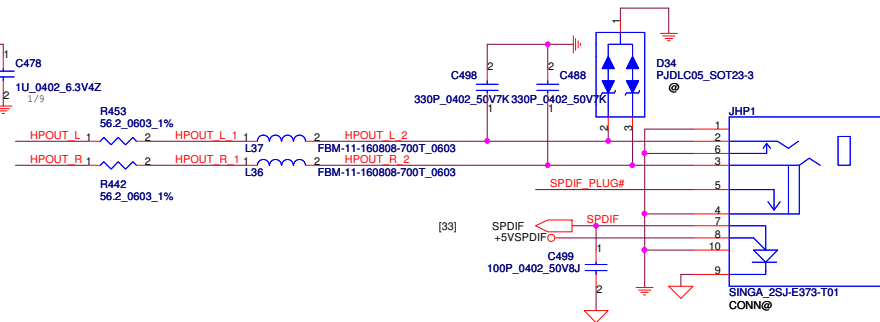 1
C478
2
1U_0402_6.3V4Z
1/9
R453
56.2_0603_1%
HPOUT_L 1 2 HPOUT_L_1 1 2 HPOUT_L_2
L37 FBM-11-160808-700T_0603
HPOUT_R 1 2 HPOUT_R_1 1 2 HPOUT_R_2
L36 FBM-11-160808-700T_0603
R442
56.2_0603_1%
2 2
C498 C488
330P_0402_50V7K 330P_0402_50V7K
1 1
1
D34
PJDLC05_SOT23-3
@
2 3
JHP1
1
2
6
3
SPDIF_PLUG# 5
4
[33] SPDIF SPDIF 7
+5VSPDIF 8
10
1
C499
100P_0402_50V8J
2
9
SINGA_2SJ-E373-T01
CONN@